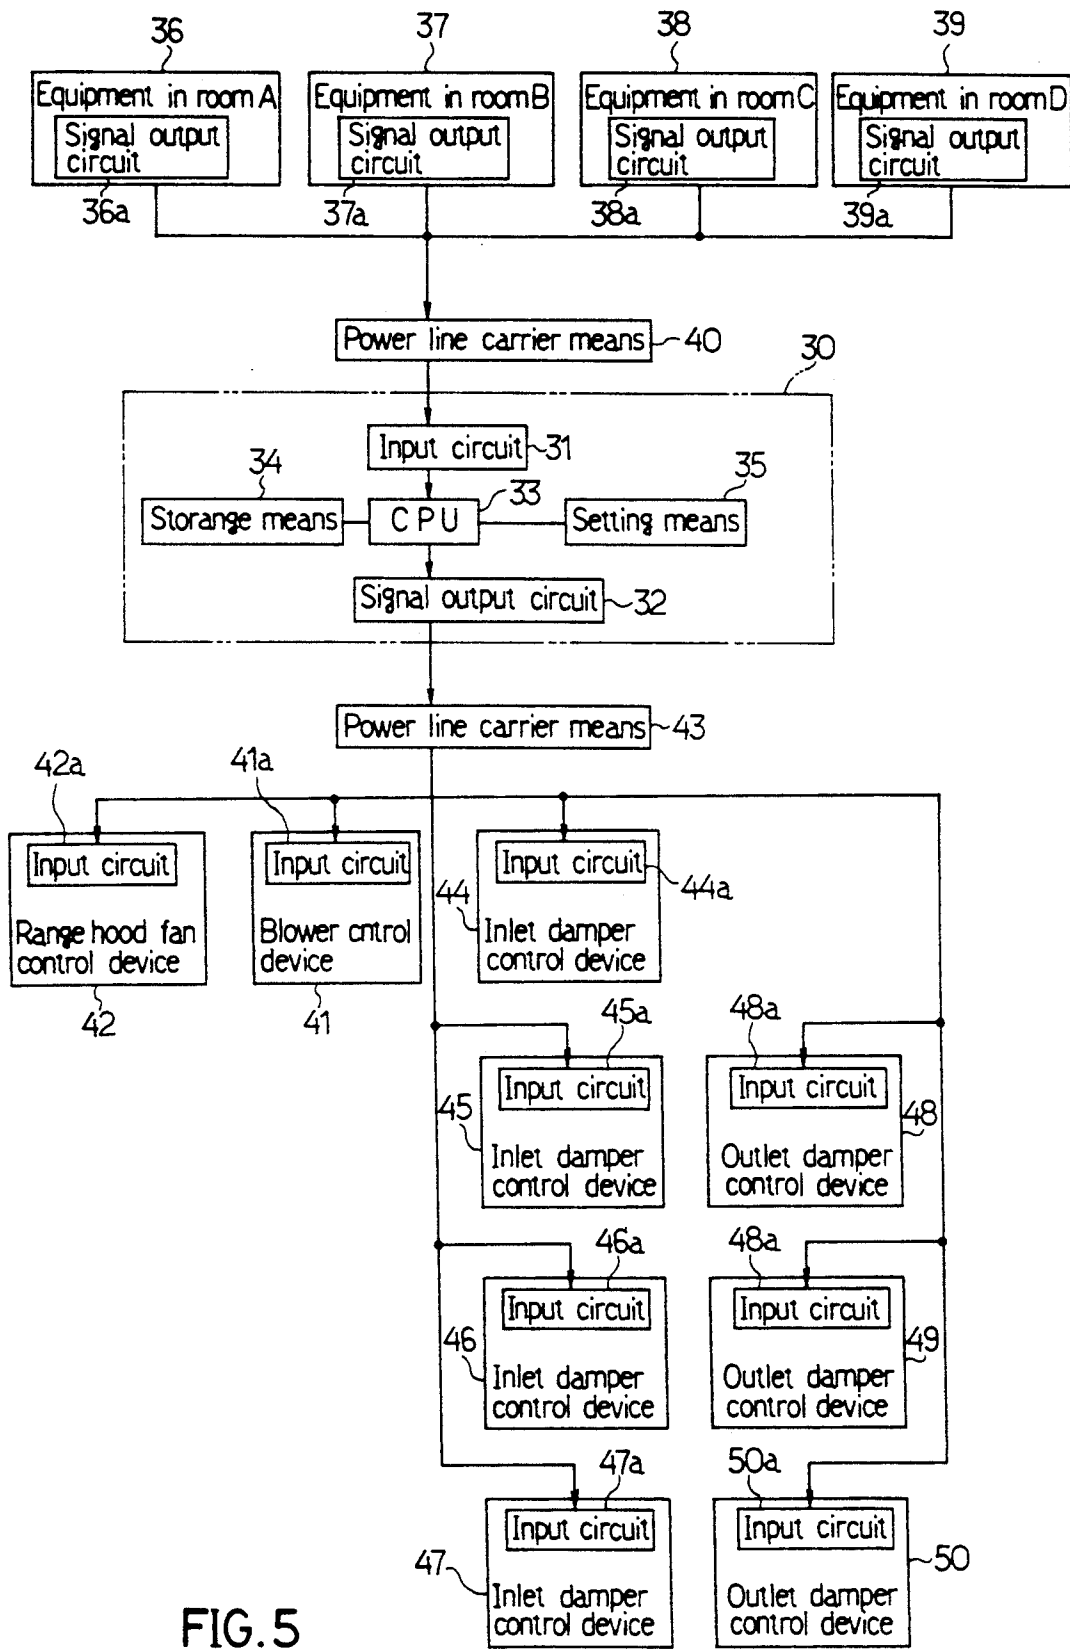 36
37
38
39
Equipment in room A
Signal output
circuit
36a
Equipment in room B
Signal output
circuit
37a
Equipment in room C
Signal output
circuit
38a
Equipment in room D
Signal output
circuit
39a
Power line carrier means
40
30
Input circuit
31
34
33
35
Storange means
CPU
Setting means
Signal output circuit
32
Power line carrier means
43
42a
41a
Input circuit
Range hood fan
control device
42
Input circuit
Blower cntrol
device
41
Input circuit
44a
44
Inlet damper
control device
45a
Input circuit
45
Inlet damper
control device
48a
Input circuit
48
Outlet damper
control device
46a
Input circuit
46
Inlet damper
control device
48a
Input circuit
49
Outlet damper
control device
47a
Input circuit
47
Inlet damper
control device
50a
Input circuit
50
Outlet damper
control device
FIG. 5